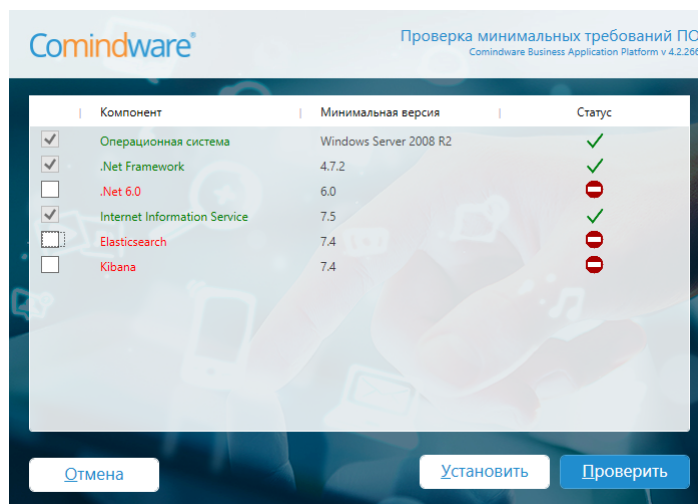 Comindware®
Проверка минимальных требований ПО
Comindware Business Application Platform v 4.2.266
Компонент Минимальная версия Статус
Операционная система Windows Server 2008 R2
.Net Framework 4.7.2
.Net 6.0 6.0
Internet Information Service 7.5
Elasticsearch 7.4
Kibana 7.4
Отмена Установить Проверить